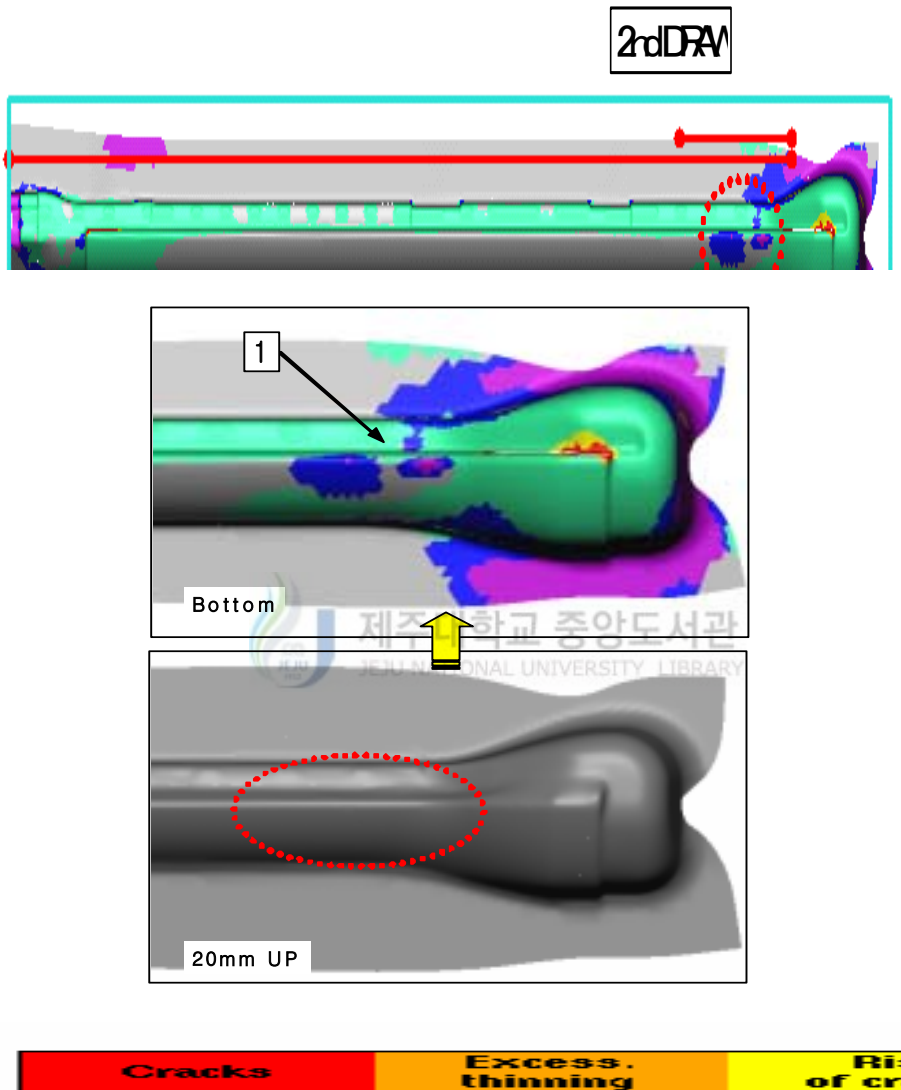 2nd DRAW
1
Bottom
제주대학교 중앙도서관
JEJU NATIONAL UNIVERSITY LIBRARY
20mm UP
Cracks
Excess.
thinning
of